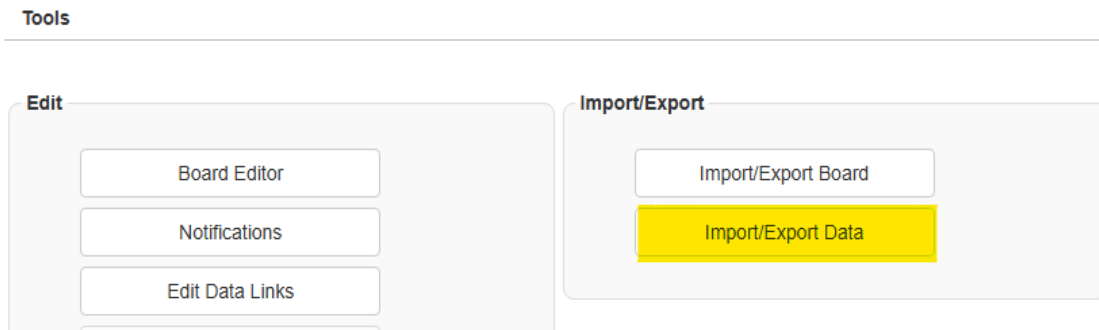 Tools
Edit
Board Editor
Notifications
Edit Data Links
Import/Export
Import/Export Board
Import/Export Data